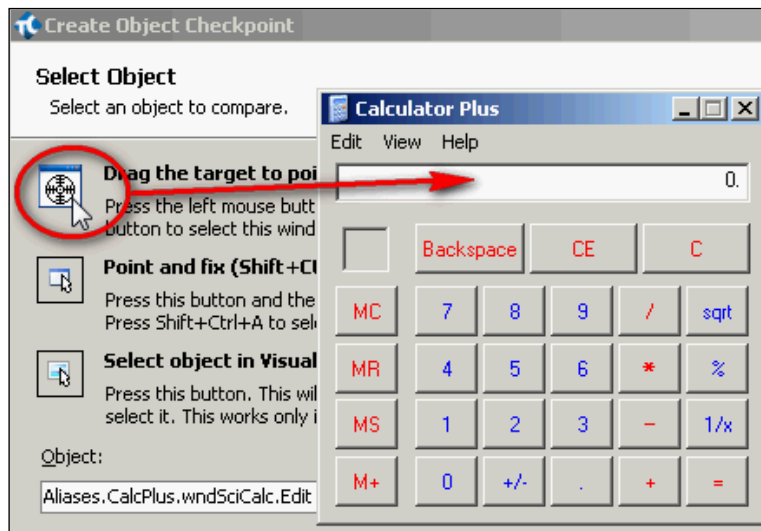 Create Object Checkpoint
Select Object
Select an object to compare.
Drag the target to poi
Press the left mouse butt
button to select this wind
Point and fix (Shift+Ct
Press this button and the
Press Shift+Ctrl+A to sele
Select object in Visual
Press this button. This wil
select it. This works only i
Object:
Aliases.CalcPlus.wndSciCalc.Edit
Calculator Plus
Edit View Help
0.
Backspace CE C
MC 7 8 9 / sqrt
MR 4 5 6 * %
MS 1 2 3 - 1/x
M+ 0 +/- . + =